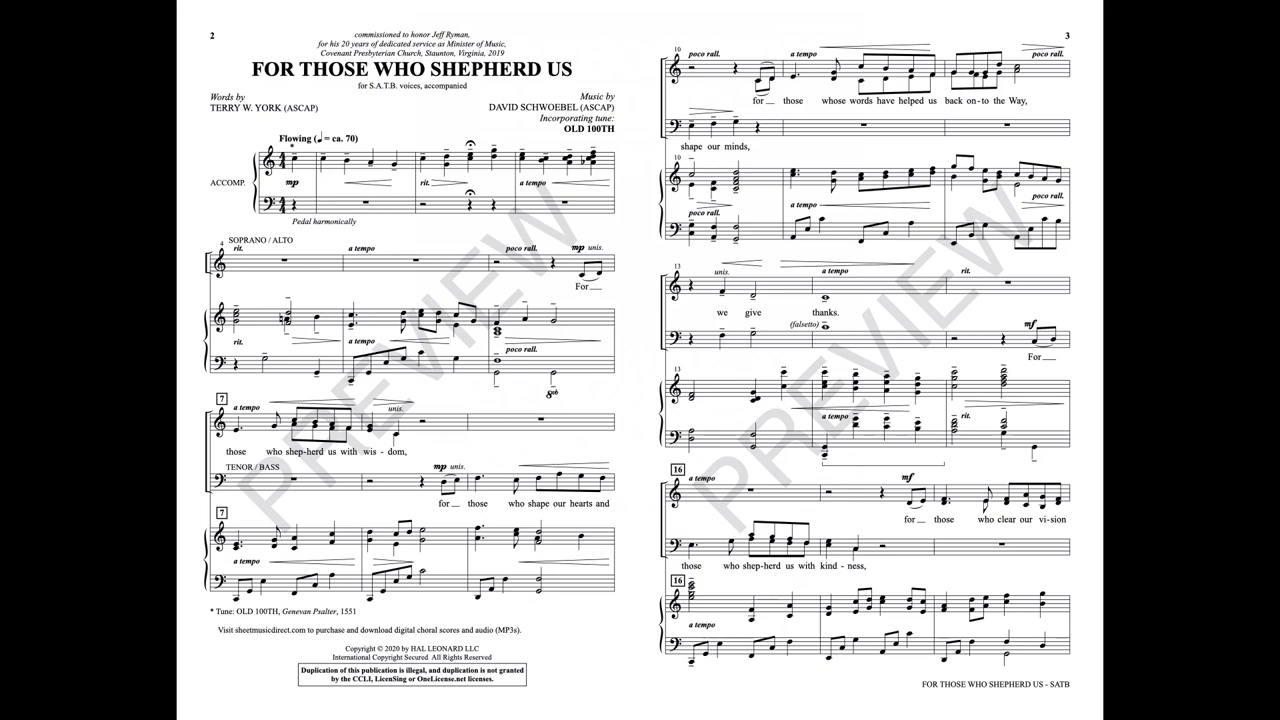 2
commissioned to honor Jeff Ryman,
for his 20 years of dedicated service as Minister of Music,
Covenant Presbyterian Church, Staunton, Virginia, 2019
FOR THOSE WHO SHEPHERD US
for S.A.T.B. voices, accompanied
Words by
TERRY W. YORK (ASCAP)
Music by
DAVID SCHWOEBEL (ASCAP)
Incorporating tune:
OLD 100TH
Flowing (♩ = ca. 70)
*
ACCOMP.
mp rit. a tempo
Pedal harmonically
4 SOPRANO / ALTO
rit. a tempo poco rall. mp unis.
For
rit. a tempo poco rall.
8vb
7
a tempo unis.
those who shep-herd us with wis - dom,
TENOR / BASS
mp unis.
for those who shape our hearts and
7
a tempo
* Tune: OLD 100TH, Genevan Psalter, 1551
Visit sheetmusicdirect.com to purchase and download digital choral scores and audio (MP3s).
Copyright © 2020 by HAL LEONARD LLC
International Copyright Secured All Rights Reserved
Duplication of this publication is illegal, and duplication is not granted
by the CCLI, LicenSing or OneLicense.net licenses.
PREVIEW
3
10
poco rall. a tempo poco rall.
for those whose words have helped us back on-to the Way,
shape our minds,
10
poco rall. a tempo poco rall.
13
unis. a tempo rit.
we give thanks.
(falsetto) mf
For
13
a tempo rit.
16
a tempo mf
for those who clear our vi-sion
those who shep-herd us with kind - ness,
16
a tempo
FOR THOSE WHO SHEPHERD US - SATB
PREVIEW